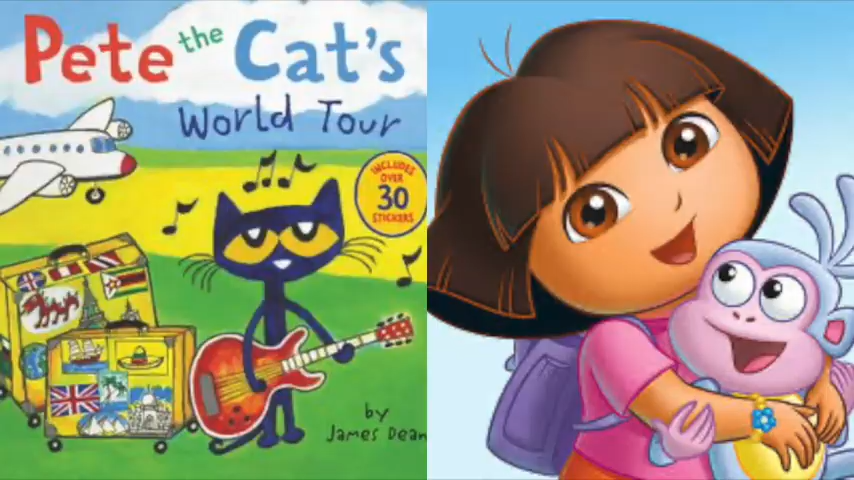 Pete the Cat's
World Tour
INCLUDES
OVER
30
STICKERS
by
James Dean